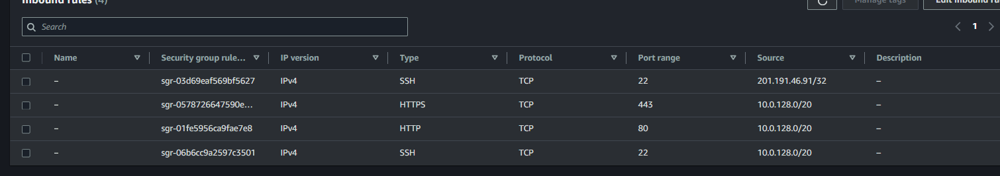 Inbound rules (4)
Manage tags
Edit inbound ru
Search
1
Name Security group rule... IP version Type Protocol Port range Source Description
– sgr-03d69eaf569bf5627 IPv4 SSH TCP 22 201.191.46.91/32 –
– sgr-0578726647590e... IPv4 HTTPS TCP 443 10.0.128.0/20 –
– sgr-01fe5956ca9fae7e8 IPv4 HTTP TCP 80 10.0.128.0/20 –
– sgr-06b6cc9a2597c3501 IPv4 SSH TCP 22 10.0.128.0/20 –